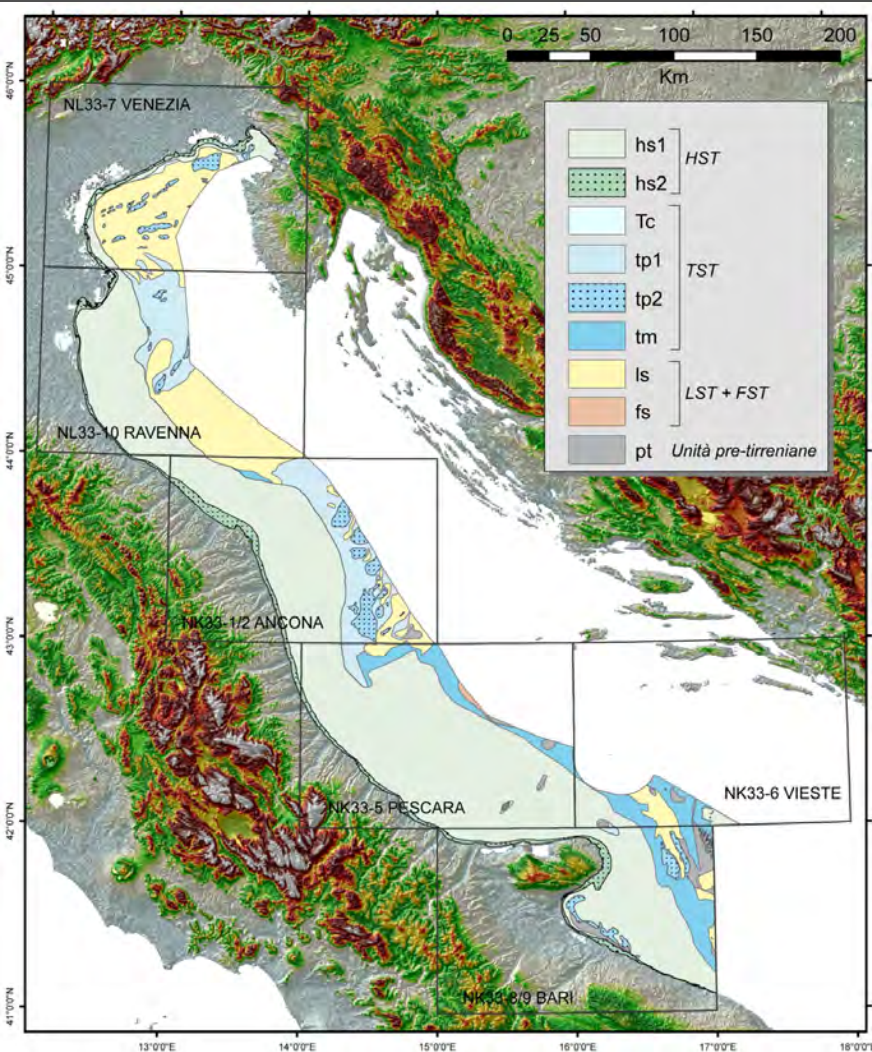 0 25 50 100 150 200
Km
46°0'0"N
45°0'0"N
44°0'0"N
43°0'0"N
42°0'0"N
41°0'0"N
NL33-7 VENEZIA
NL33-10 RAVENNA
NK33-1/2 ANCONA
NK33-5 PESCARA
NK33-6 VIESTE
NK33-8/9 BARI
hs1
hs2
HST
Tc
tp1
tp2
tm
TST
ls
fs
LST + FST
pt Unità pre-tirreniane
13°0'0"E 14°0'0"E 15°0'0"E 16°0'0"E 17°0'0"E 18°0'0"E